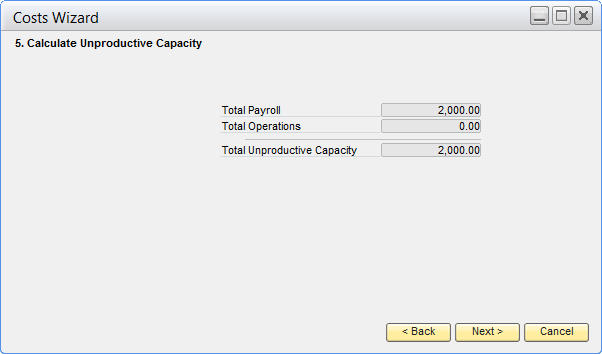 Costs Wizard
5. Calculate Unproductive Capacity
Total Payroll 2,000.00
Total Operations 0.00
Total Unproductive Capacity 2,000.00
< Back Next > Cancel